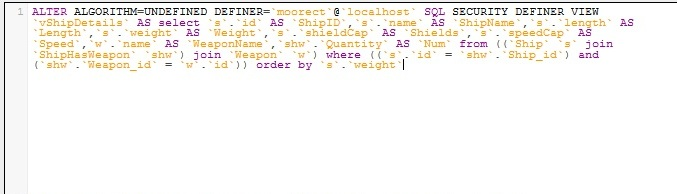 1 ALTER ALGORITHM=UNDEFINED DEFINER=`moorect`@`localhost` SQL SECURITY DEFINER VIEW
`vShipDetails` AS select `s`.`id` AS `ShipID`,`s`.`name` AS `ShipName`,`s`.`length` AS
`Length`,`s`.`weight` AS `Weight`,`s`.`shieldCap` AS `Shields`,`s`.`speedCap` AS
`Speed`,`w`.`name` AS `WeaponName`,`shw`.`Quantity` AS `Num` from ((`Ship` `s` join
`ShipHasWeapon` `shw`) join `Weapon` `w`) where ((`s`.`id` = `shw`.`Ship_id`) and
(`shw`.`Weapon_id` = `w`.`id`)) order by `s`.`weight`